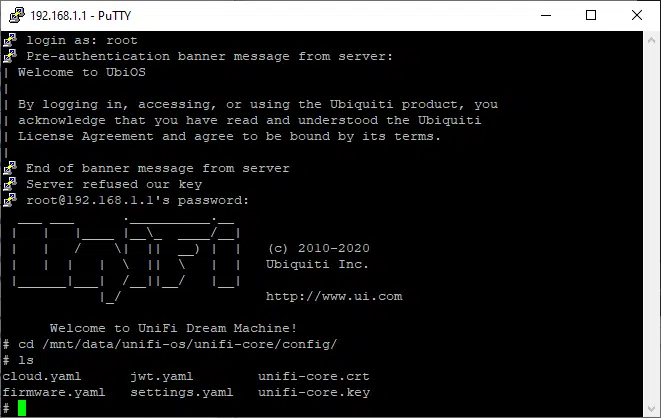 192.168.1.1 - PuTTY
login as: root
Pre-authentication banner message from server:
| Welcome to UbiOS
|
| By logging in, accessing, or using the Ubiquiti product, you
| acknowledge that you have read and understood the Ubiquiti
| License Agreement and agree to be bound by its terms.
|
End of banner message from server
Server refused our key
root@192.168.1.1's password:
UniFi
(c) 2010-2020
Ubiquiti Inc.
http://www.ui.com
Welcome to UniFi Dream Machine!
# cd /mnt/data/unifi-os/unifi-core/config/
# ls
cloud.yaml jwt.yaml unifi-core.crt
firmware.yaml settings.yaml unifi-core.key
#